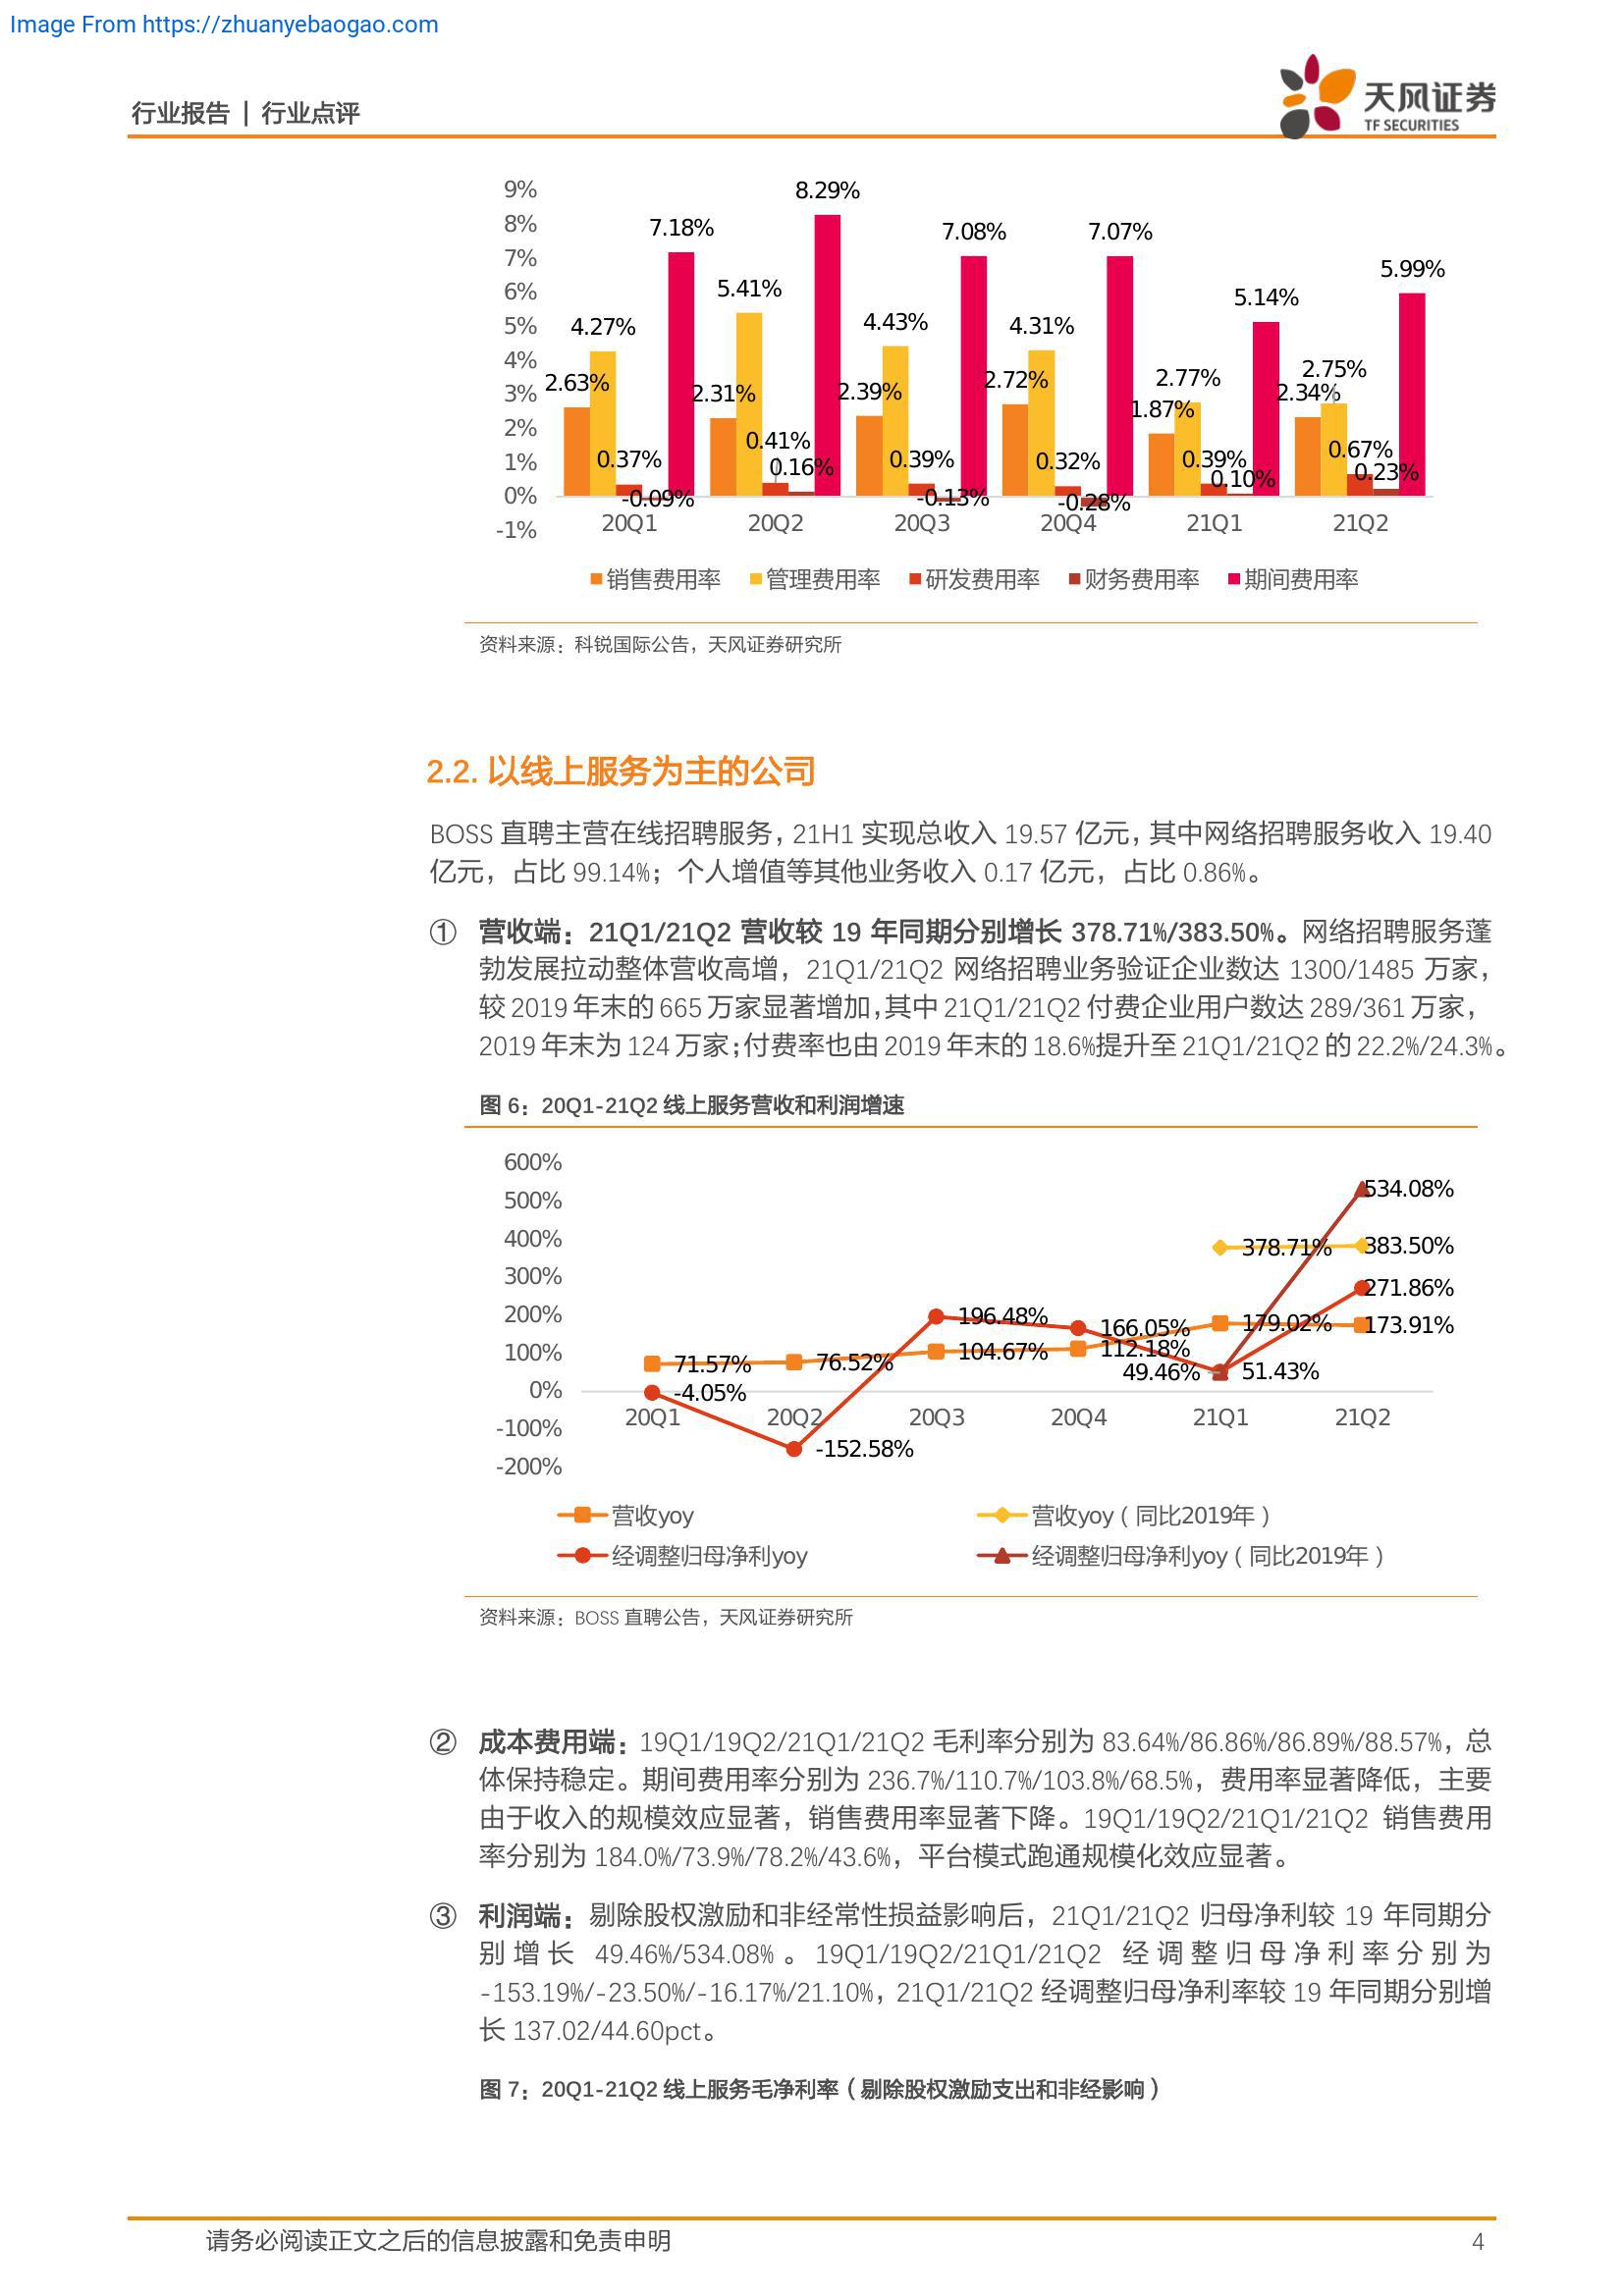 Image From https://zhuanyebaogao.com
行业报告 | 行业点评
天风证券
TF SECURITIES
9%
8%
7%
6%
5%
4%
3%
2%
1%
0%
-1%
2.63% 4.27% 0.37% -0.09% 7.18%
2.31% 5.41% 0.41% 0.16% 8.29%
2.39% 4.43% 0.39% -0.13% 7.08%
2.72% 4.31% 0.32% -0.28% 7.07%
1.87% 2.77% 0.39% 0.10% 5.14%
2.34% 2.75% 0.67% 0.23% 5.99%
20Q1 20Q2 20Q3 20Q4 21Q1 21Q2
销售费用率 管理费用率 研发费用率 财务费用率 期间费用率
资料来源：科锐国际公告，天风证券研究所
2.2. 以线上服务为主的公司
BOSS 直聘主营在线招聘服务，21H1 实现总收入 19.57 亿元，其中网络招聘服务收入 19.40
亿元，占比 99.14%；个人增值等其他业务收入 0.17 亿元，占比 0.86%。
① 营收端：21Q1/21Q2 营收较 19 年同期分别增长 378.71%/383.50%。网络招聘服务蓬
勃发展拉动整体营收高增，21Q1/21Q2 网络招聘业务验证企业数达 1300/1485 万家，
较 2019 年末的 665 万家显著增加，其中 21Q1/21Q2 付费企业用户数达 289/361 万家，
2019 年末为 124 万家；付费率也由 2019 年末的 18.6%提升至 21Q1/21Q2 的 22.2%/24.3%。
图 6：20Q1-21Q2 线上服务营收和利润增速
600%
500%
400%
300%
200%
100%
0%
-100%
-200%
71.57% 76.52% 104.67% 112.18% 179.02% 173.91%
378.71% 383.50%
-4.05% -152.58% 196.48% 166.05% 51.43% 271.86%
49.46% 534.08%
20Q1 20Q2 20Q3 20Q4 21Q1 21Q2
营收yoy 营收yoy（同比2019年）
经调整归母净利yoy 经调整归母净利yoy（同比2019年）
资料来源：BOSS 直聘公告，天风证券研究所
② 成本费用端：19Q1/19Q2/21Q1/21Q2 毛利率分别为 83.64%/86.86%/86.89%/88.57%，总
体保持稳定。期间费用率分别为 236.7%/110.7%/103.8%/68.5%，费用率显著降低，主要
由于收入的规模效应显著，销售费用率显著下降。19Q1/19Q2/21Q1/21Q2 销售费用
率分别为 184.0%/73.9%/78.2%/43.6%，平台模式跑通规模化效应显著。
③ 利润端：剔除股权激励和非经常性损益影响后，21Q1/21Q2 归母净利较 19 年同期分
别增长 49.46%/534.08%。19Q1/19Q2/21Q1/21Q2 经调整归母净利率分别为
-153.19%/-23.50%/-16.17%/21.10%，21Q1/21Q2 经调整归母净利率较 19 年同期分别增
长 137.02/44.60pct。
图 7：20Q1-21Q2 线上服务毛净利率（剔除股权激励支出和非经影响）
请务必阅读正文之后的信息披露和免责申明
4